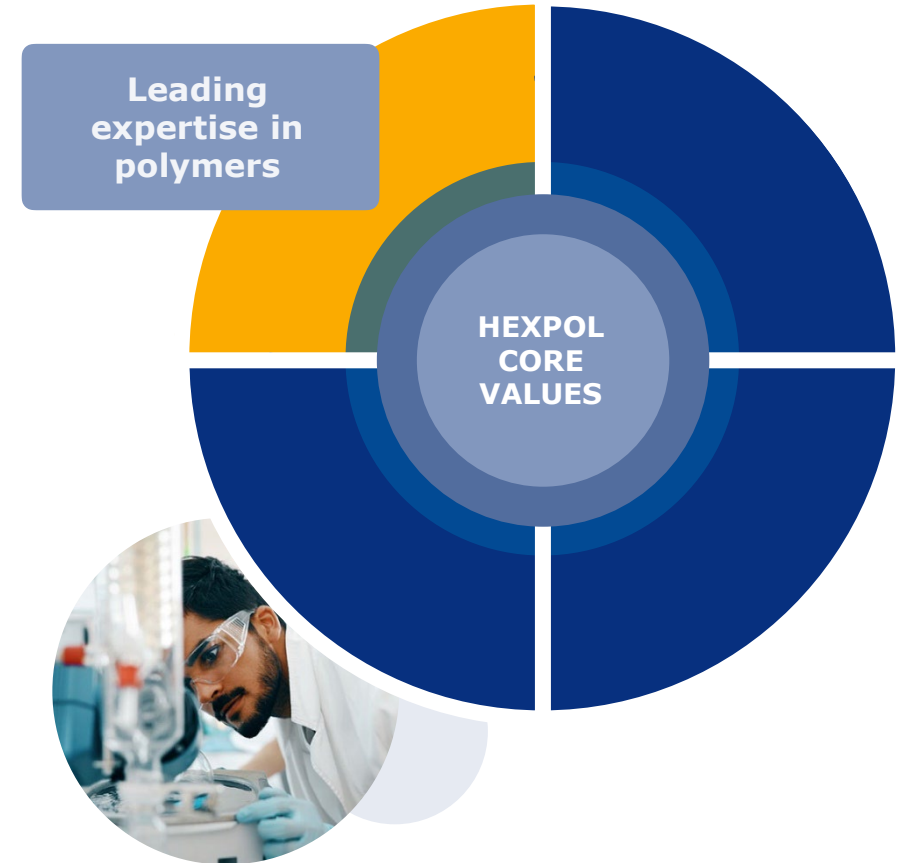 Leading
expertise in
polymers
HEXPOL
CORE
VALUES